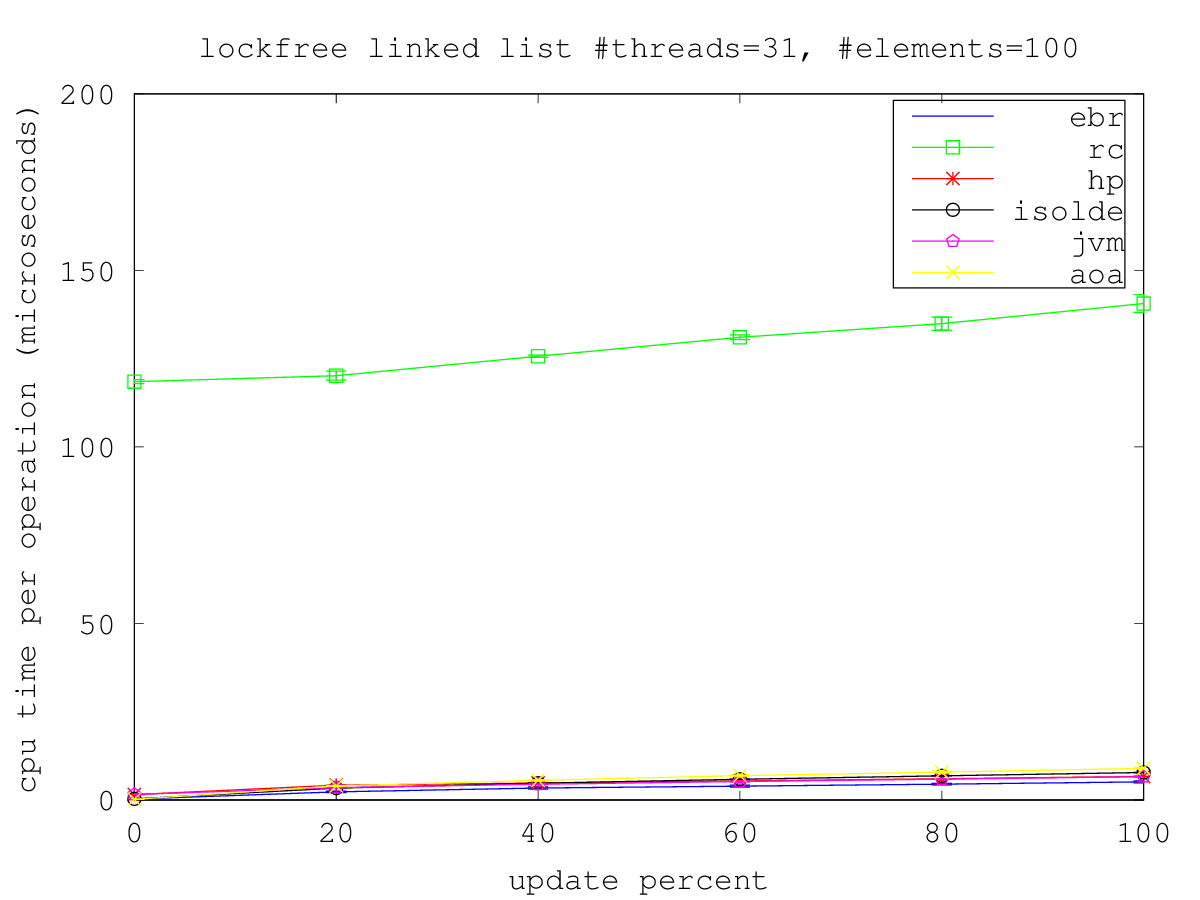 lockfree linked list #threads=31, #elements=100
cpu time per operation (microseconds)
200
150
100
50
0
ebr
rc
hp
isolde
jvm
aoa
0 20 40 60 80 100
update percent